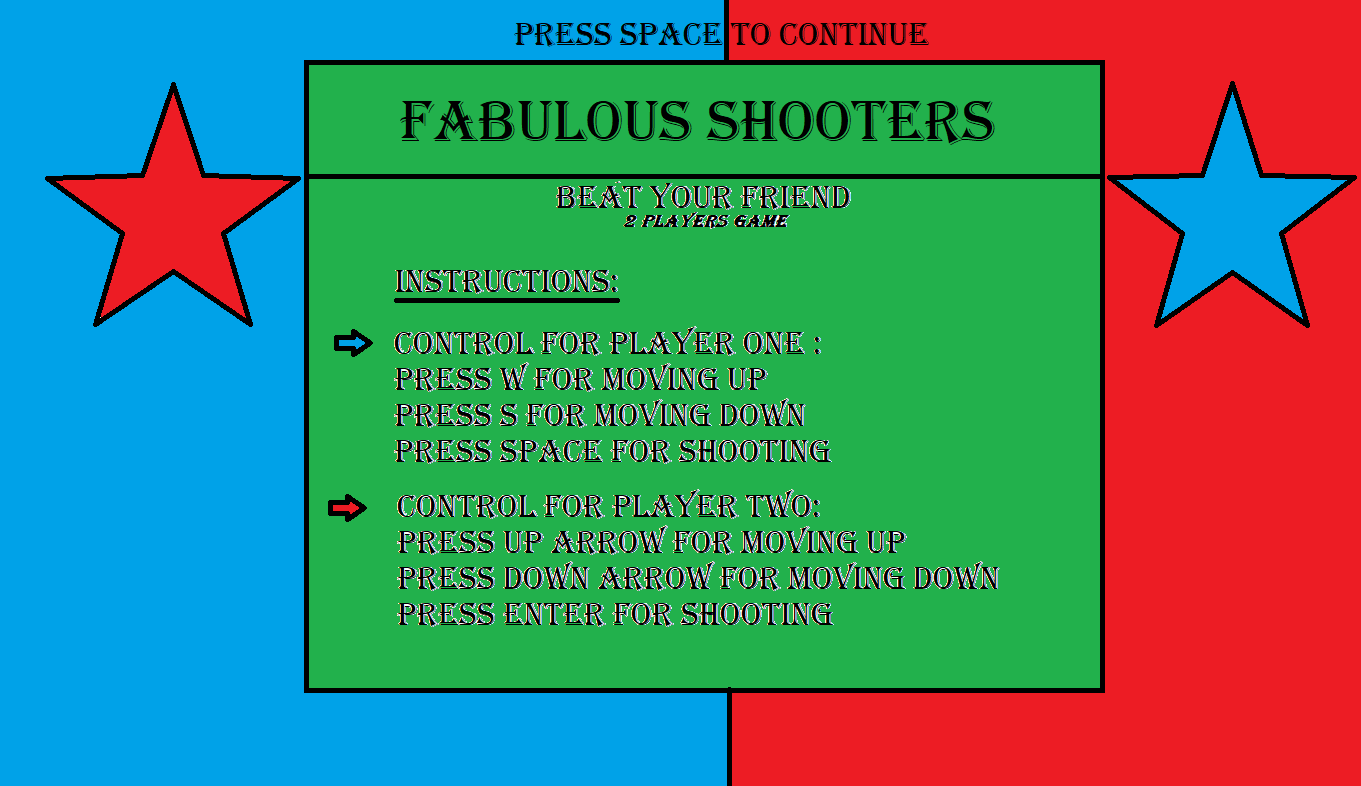 PRESS SPACE TO CONTINUE
FABULOUS SHOOTERS
BEAT YOUR FRIEND
2 PLAYERS GAME
INSTRUCTIONS:
CONTROL FOR PLAYER ONE :
PRESS W FOR MOVING UP
PRESS S FOR MOVING DOWN
PRESS SPACE FOR SHOOTING
CONTROL FOR PLAYER TWO:
PRESS UP ARROW FOR MOVING UP
PRESS DOWN ARROW FOR MOVING DOWN
PRESS ENTER FOR SHOOTING